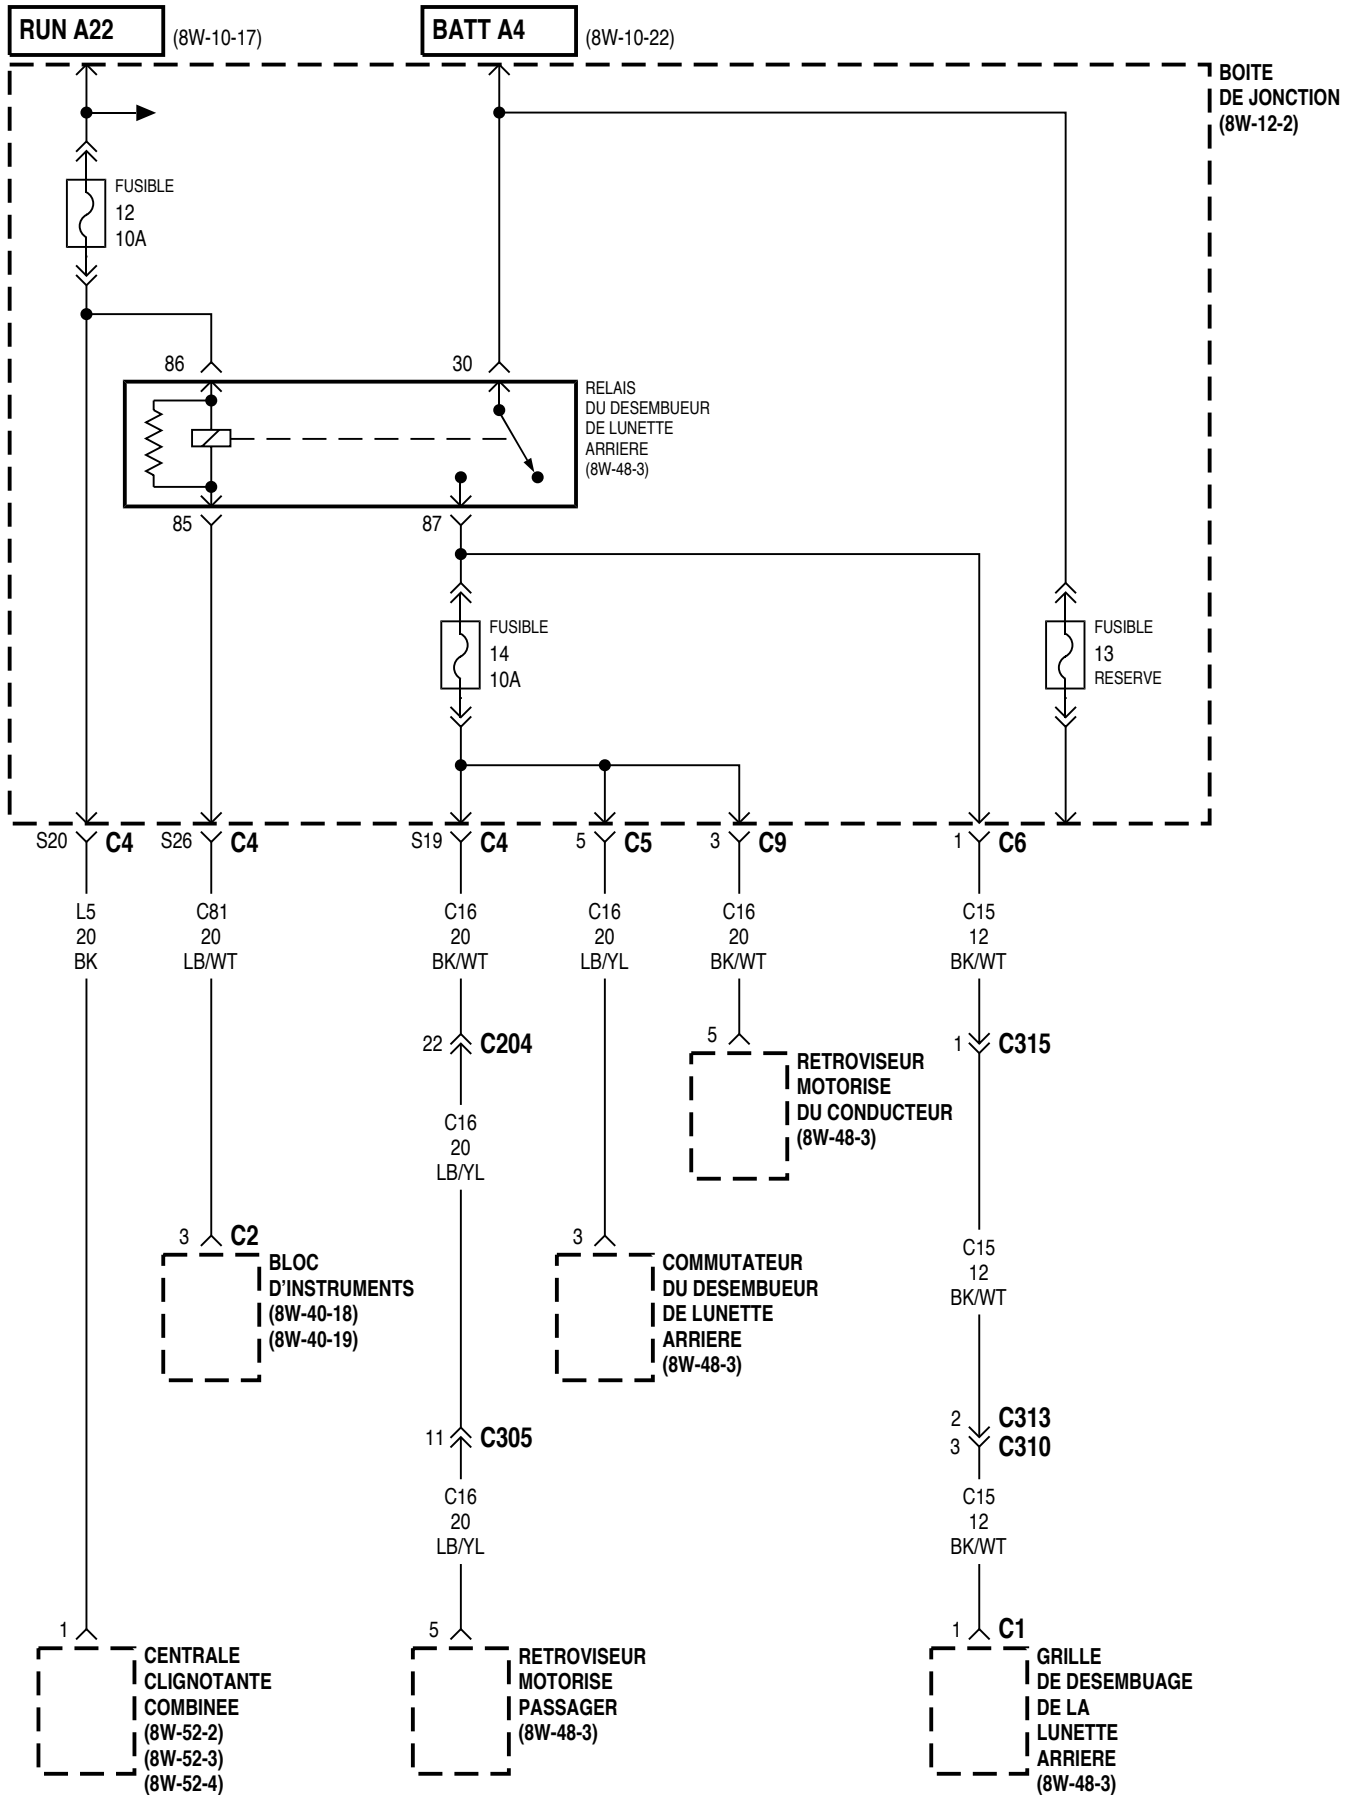 RUN A22
(8W-10-17)
BATT A4
(8W-10-22)
BOITE
DE JONCTION
(8W-12-2)
FUSIBLE
12
10A
86
30
RELAIS
DU DESEMBUEUR
DE LUNETTE
ARRIERE
(8W-48-3)
85
87
FUSIBLE
14
10A
FUSIBLE
13
RESERVE
S20
C4
S26
C4
S19
C4
5
C5
3
C9
1
C6
L5
20
BK
C81
20
LB/WT
C16
20
BK/WT
C16
20
LB/YL
C16
20
BK/WT
C15
12
BK/WT
22
C204
5
1
C315
RETROVISEUR
MOTORISE
DU CONDUCTEUR
(8W-48-3)
C16
20
LB/YL
3
C2
BLOC
D'INSTRUMENTS
(8W-40-18)
(8W-40-19)
3
COMMUTATEUR
DU DESEMBUEUR
DE LUNETTE
ARRIERE
(8W-48-3)
C15
12
BK/WT
11
C305
2
C313
3
C310
C16
20
LB/YL
C15
12
BK/WT
1
CENTRALE
CLIGNOTANTE
COMBINEE
(8W-52-2)
(8W-52-3)
(8W-52-4)
5
RETROVISEUR
MOTORISE
PASSAGER
(8W-48-3)
1
C1
GRILLE
DE DESEMBUAGE
DE LA
LUNETTE
ARRIERE
(8W-48-3)